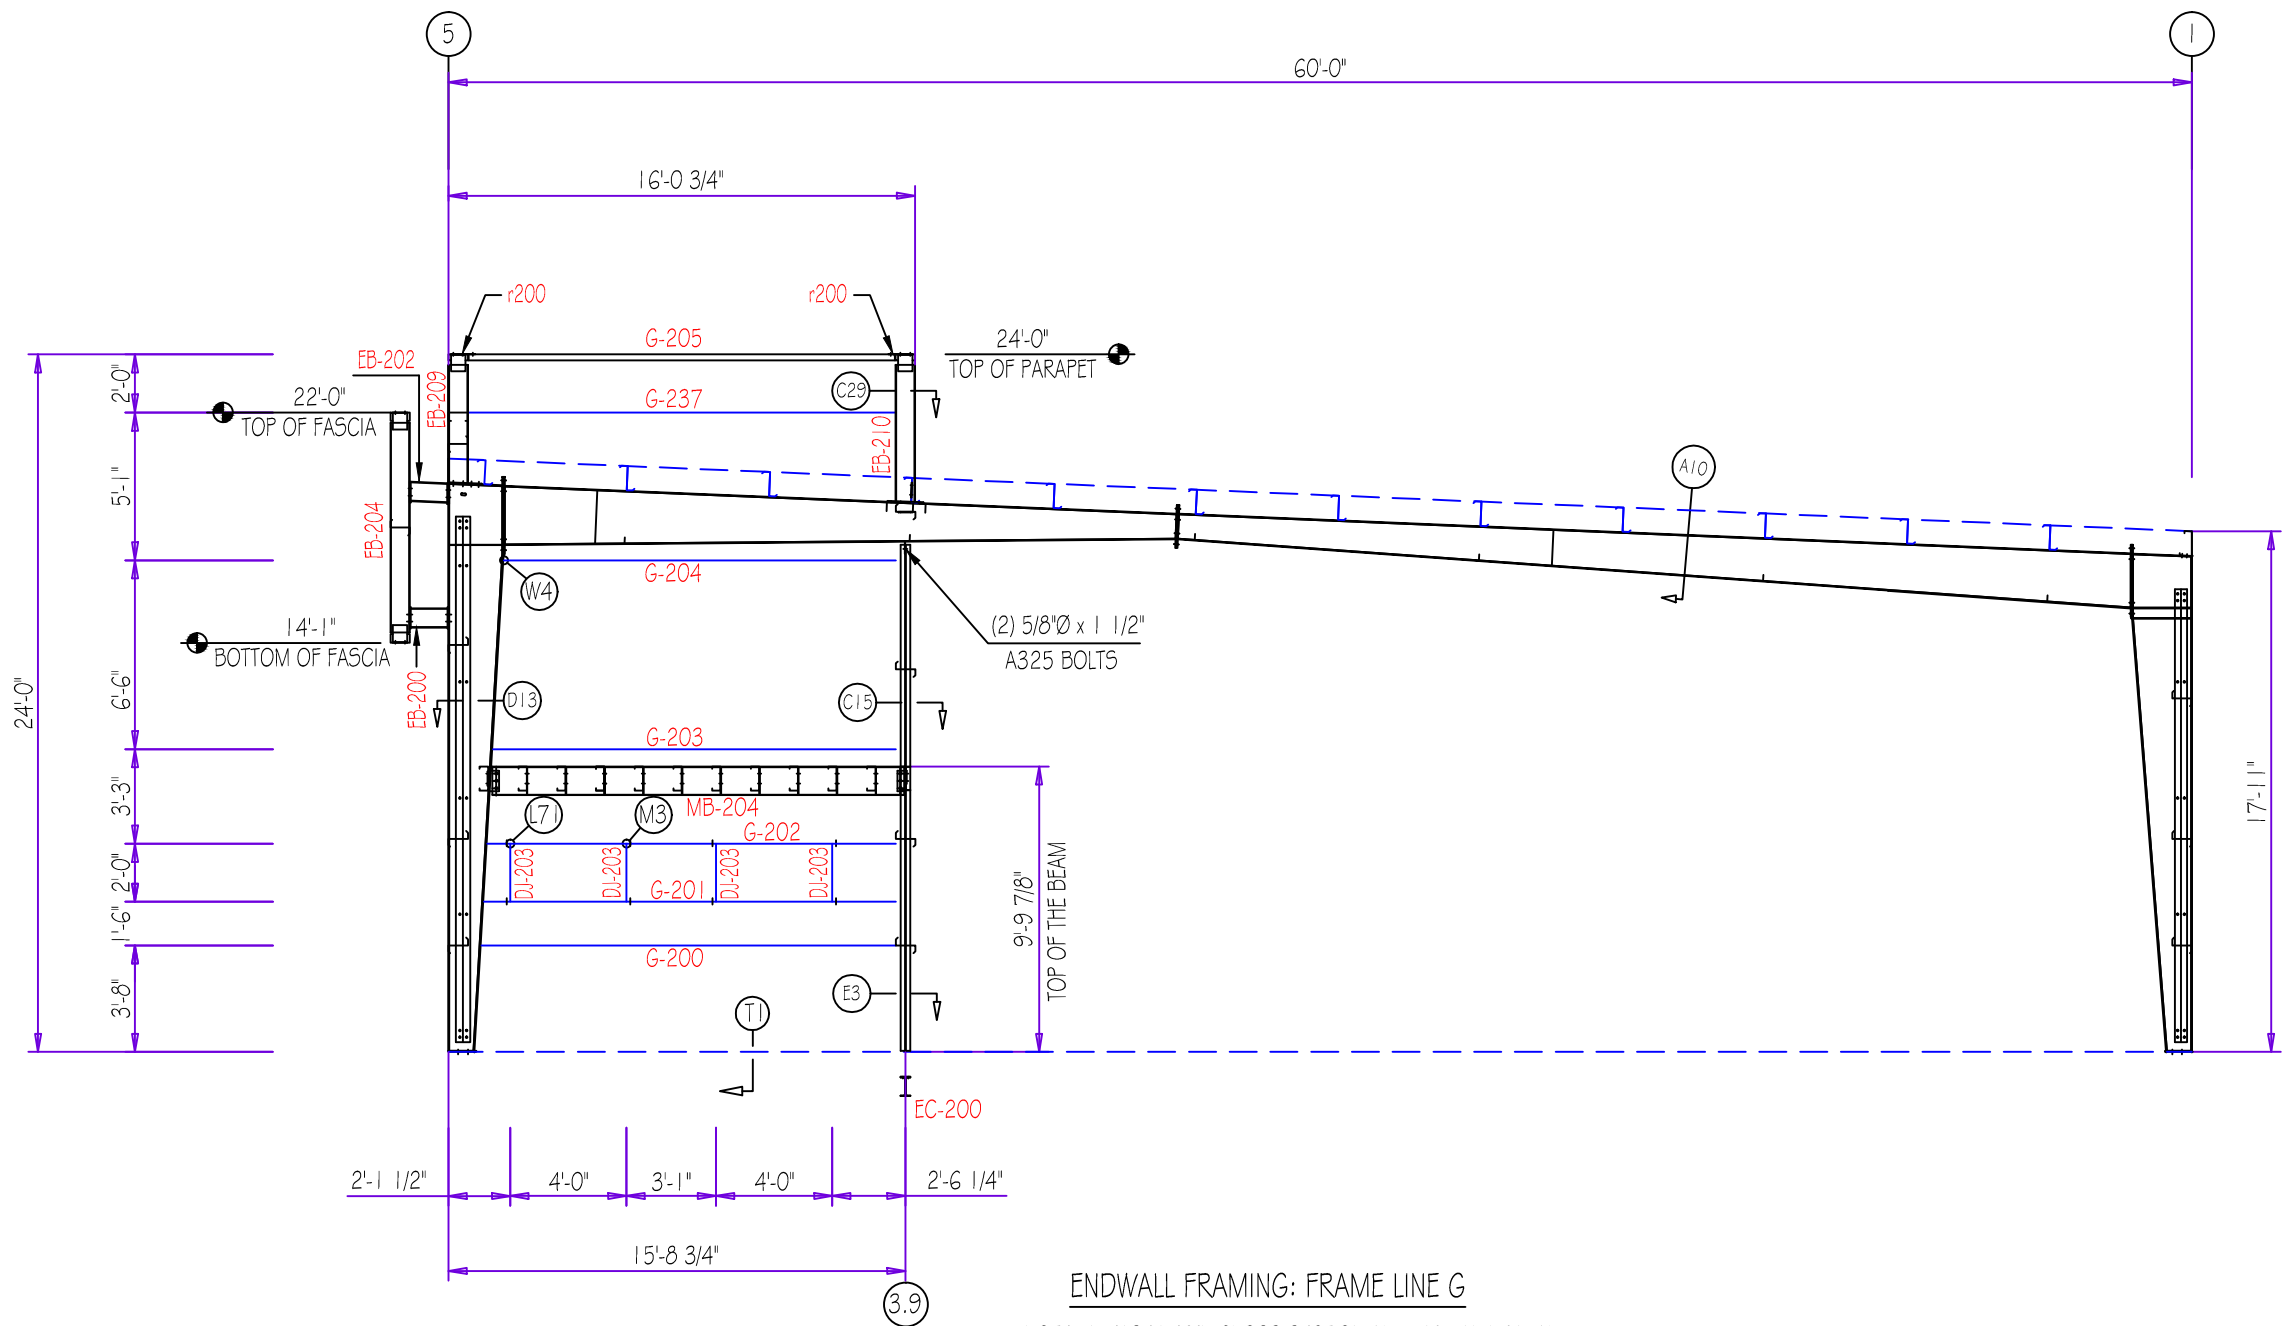 5
1
60'-0"
16'-0 3/4"
r200
r200
G-205
24'-0"
TOP OF PARAPET
EB-202
EB-209
22'-0"
TOP OF FASCIA
G-237
C29
EB-210
2'-0"
5'-1"
A10
EB-204
G-204
W4
(2) 5/8"Ø x 1 1/2"
A325 BOLTS
14'-1"
BOTTOM OF FASCIA
EB-200
D13
C15
6'-6"
24'-0"
G-203
MB-204
3'-3"
L71
M3
G-202
17'-11"
DJ-203
DJ-203
DJ-203
DJ-203
G-201
2'-0"
1'-6"
9'-9 7/8"
TOP OF THE BEAM
G-200
3'-8"
E3
T1
EC-200
2'-1 1/2"
4'-0"
3'-1"
4'-0"
2'-6 1/4"
15'-8 3/4"
3.9
ENDWALL FRAMING: FRAME LINE G